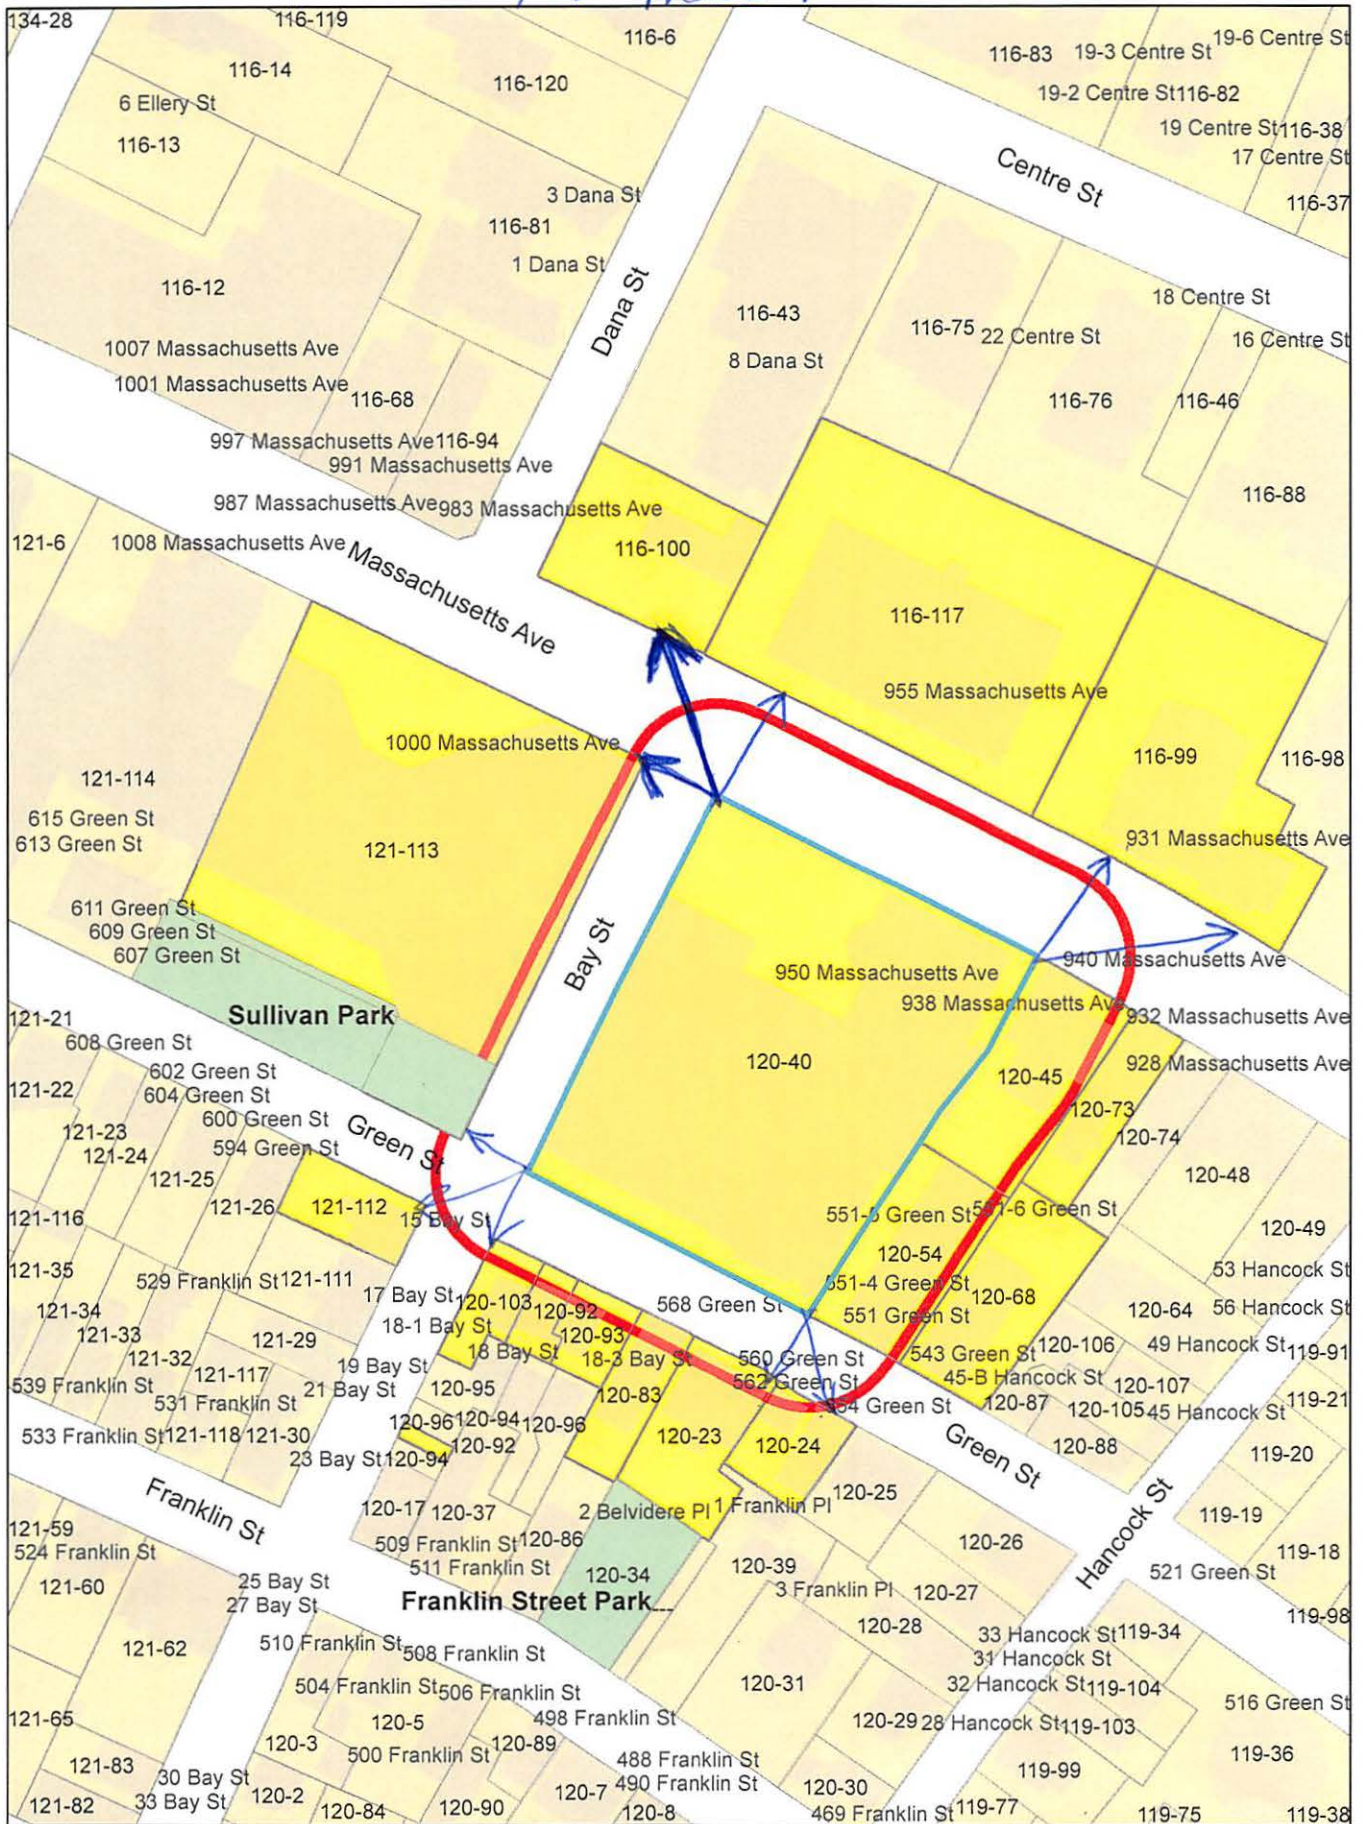 134-28
116-119
116-6
116-83 19-3 Centre St
19-6 Centre St
116-14
116-120
6 Ellery St
19-2 Centre St 116-82
19 Centre St 116-38
116-13
17 Centre St
Centre St
3 Dana St
116-37
116-81
1 Dana St
116-12
18 Centre St
Dana St
116-43
116-75
22 Centre St
16 Centre St
1007 Massachusetts Ave
8 Dana St
1001 Massachusetts Ave
116-68
116-76
116-46
997 Massachusetts Ave 116-94
991 Massachusetts Ave
116-88
987 Massachusetts Ave 983 Massachusetts Ave
121-6
1008 Massachusetts Ave
116-100
Massachusetts Ave
116-117
955 Massachusetts Ave
1000 Massachusetts Ave
116-99
116-98
121-114
615 Green St
613 Green St
121-113
931 Massachusetts Ave
611 Green St
609 Green St
607 Green St
Bay St
950 Massachusetts Ave
940 Massachusetts Ave
938 Massachusetts Ave
932 Massachusetts Ave
Sullivan Park
121-21
608 Green St
120-40
928 Massachusetts Ave
602 Green St
120-45
121-22
604 Green St
120-73
600 Green St
121-23
Green St
120-74
594 Green St
121-24
121-25
120-48
121-26
121-112
551-6 Green St
121-116
15 Bay St
120-49
120-54
121-35
529 Franklin St 121-111
551-4 Green St
53 Hancock St
17 Bay St
120-103
120-92
568 Green St
120-68
121-34
551 Green St
120-64
56 Hancock St
18-1 Bay St
120-93
121-33
121-29
49 Hancock St
120-106
18 Bay St
18-3 Bay St
560 Green St
543 Green St
119-91
121-32
19 Bay St
121-117
562 Green St
45-B Hancock St
539 Franklin St
21 Bay St
120-95
120-83
120-107
531 Franklin St
554 Green St
120-87
119-21
120-96 120-94
120-96
120-105 45 Hancock St
533 Franklin St 121-118 121-30
120-92
120-23
120-24
120-88
119-20
23 Bay St 120-94
Green St
Franklin St
120-17
120-37
2 Belvidere Pl
1 Franklin Pl
120-25
Hancock St
119-19
121-59
509 Franklin St 120-86
120-26
524 Franklin St
511 Franklin St
120-34
120-39
119-18
121-60
25 Bay St
3 Franklin Pl
521 Green St
27 Bay St
Franklin Street Park
120-27
119-98
120-28
121-62
510 Franklin St
508 Franklin St
33 Hancock St 119-34
31 Hancock St
504 Franklin St 506 Franklin St
120-31
32 Hancock St 119-104
516 Green St
121-65
120-5
498 Franklin St
120-29
28 Hancock St 119-103
120-3
500 Franklin St
120-89
488 Franklin St
119-36
121-83
30 Bay St
490 Franklin St
119-99
121-82
33 Bay St
120-2
120-84
120-90
120-7
120-8
120-30
469 Franklin St 119-77
119-75
119-38